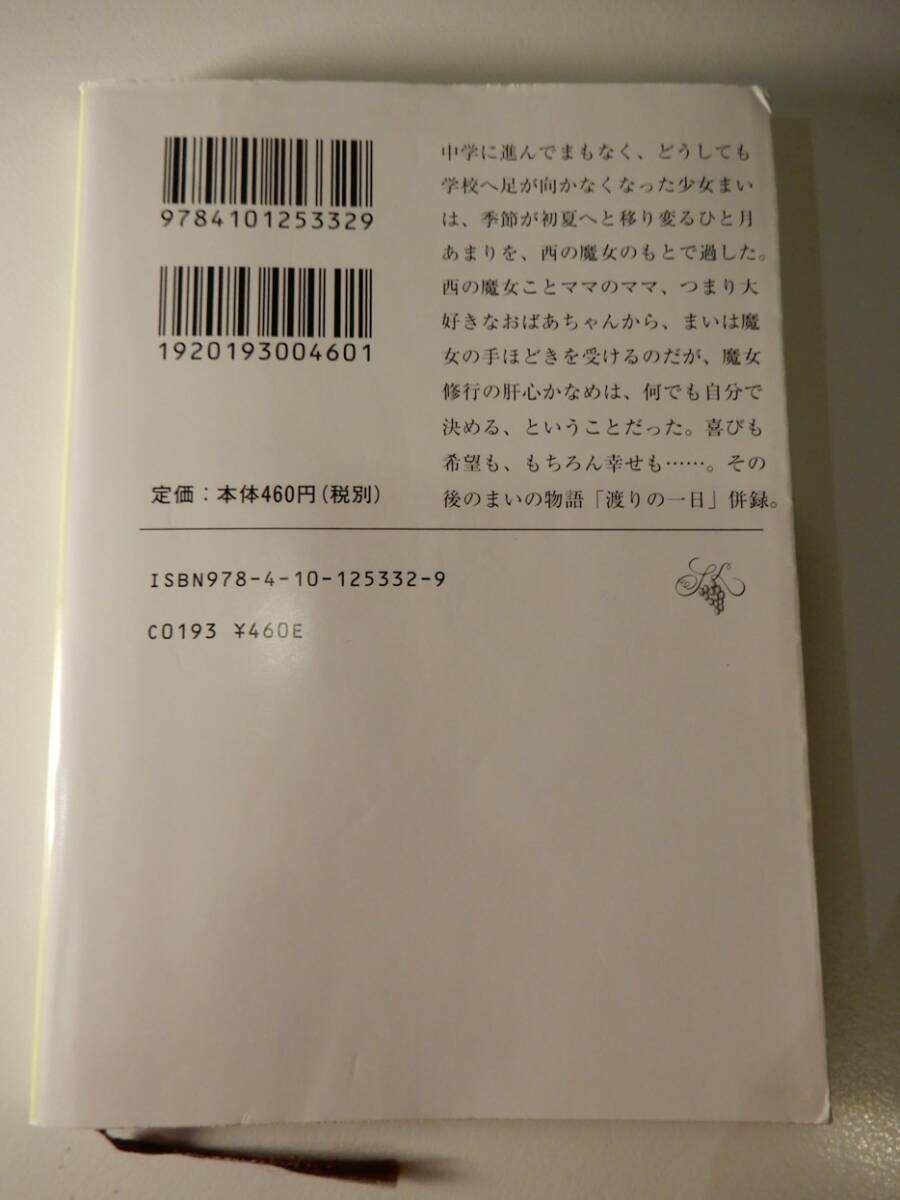 9784101253329
1920193004601
定価：本体460円(税別)
中学に進んでまもなく、どうしても
学校へ足が向かなくなった少女まい
は、季節が初夏へと移り変るひと月
あまりを、西の魔女のもとで過した。
西の魔女ことママのママ、つまり大
好きなおばあちゃんから、まいは魔
女の手ほどきを受けるのだが、魔女
修行の肝心かなめは、何でも自分で
決める、ということだった。喜びも
希望も、もちろん幸せも……。その
後のまいの物語「渡りの一日」併録。
ISBN978-4-10-125332-9
C0193 ¥460E